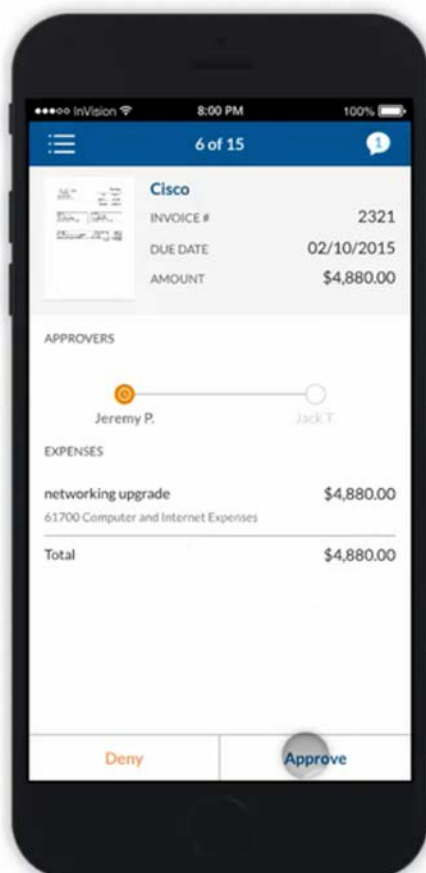 InVision 8:00 PM 100%
6 of 15 1
Cisco
INVOICE # 2321
DUE DATE 02/10/2015
AMOUNT $4,880.00
APPROVERS
Jeremy P. Jack T.
EXPENSES
networking upgrade $4,880.00
61700 Computer and Internet Expenses
Total $4,880.00
Deny Approve